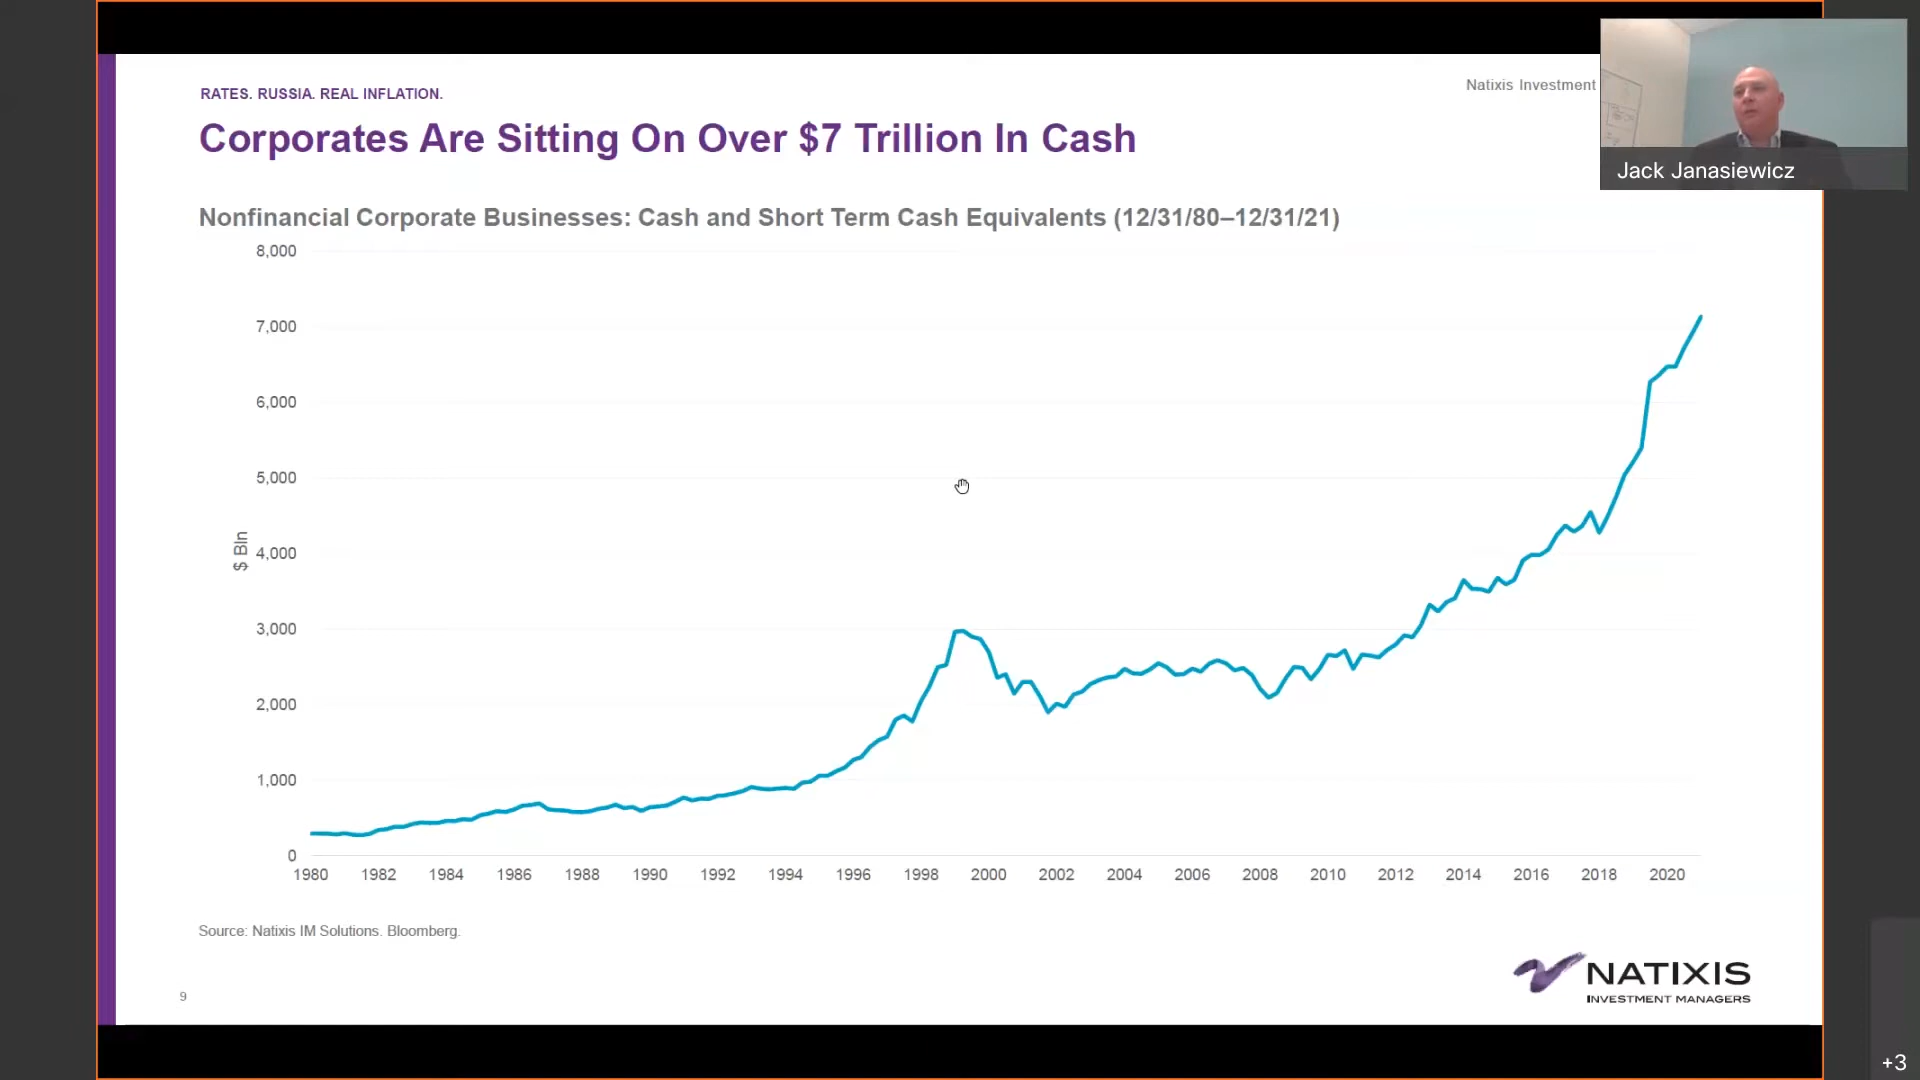 RATES. RUSSIA. REAL INFLATION.
Natixis Investment
Corporates Are Sitting On Over $7 Trillion In Cash
Jack Janasiewicz
Nonfinancial Corporate Businesses: Cash and Short Term Cash Equivalents (12/31/80–12/31/21)
8,000
7,000
6,000
5,000
4,000
3,000
2,000
1,000
0
$ Bln
1980 1982 1984 1986 1988 1990 1992 1994 1996 1998 2000 2002 2004 2006 2008 2010 2012 2014 2016 2018 2020
Source: Natixis IM Solutions. Bloomberg.
NATIXIS
INVESTMENT MANAGERS
9
+3